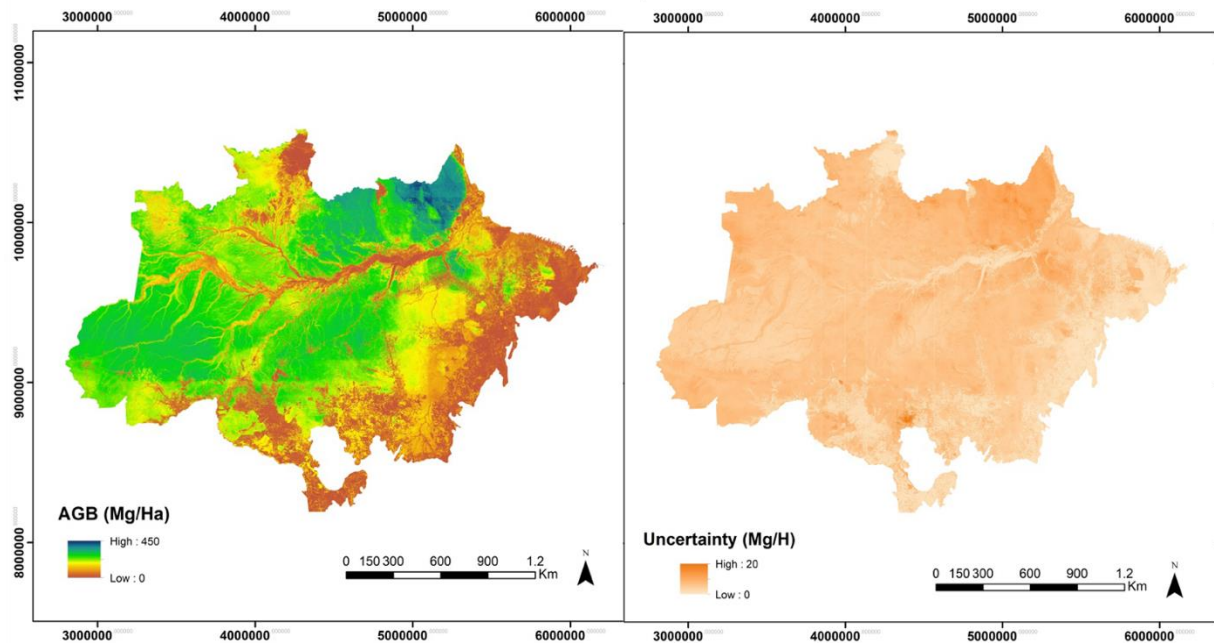 3000000 4000000 5000000 6000000
3000000 4000000 5000000 6000000
11000000
10000000
9000000
8000000
AGB (Mg/Ha)
High : 450
Low : 0
0 150 300 600 900 1.2
Km
N
Uncertainty (Mg/H)
High : 20
Low : 0
0 150 300 600 900 1.2
Km
N
3000000 4000000 5000000 6000000
3000000 4000000 5000000 6000000